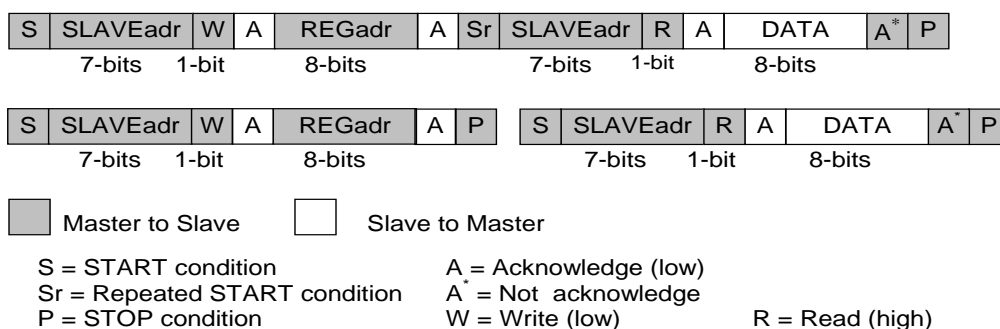 S SLAVEadr W A REGadr A Sr SLAVEadr R A DATA A* P
7-bits 1-bit 8-bits 7-bits 1-bit 8-bits
S SLAVEadr W A REGadr A P S SLAVEadr R A DATA A* P
7-bits 1-bit 8-bits 7-bits 1-bit 8-bits
Master to Slave Slave to Master
S = START condition A = Acknowledge (low)
Sr = Repeated START condition A* = Not acknowledge
P = STOP condition W = Write (low) R = Read (high)